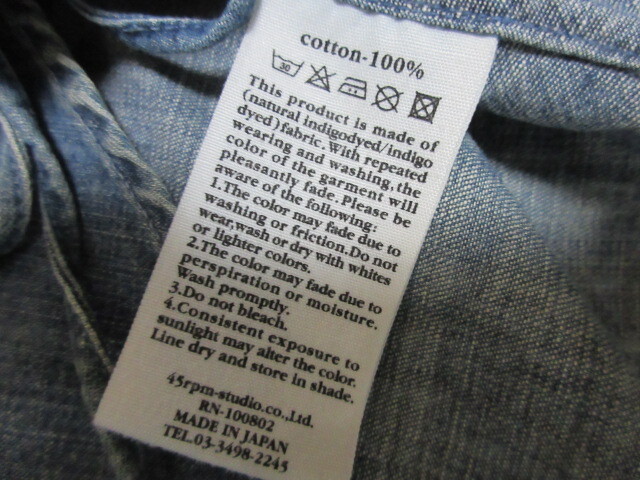 cotton-100%
30
This product is made of
(natural indigodyed/indigo
dyed)fabric. With repeated
wearing and washing, the
color of the garment will
pleasantly fade. Please be
aware of the following:
1.The color may fade due to
washing or friction.Do not
wear,wash or dry with whites
or lighter colors.
2.The color may fade due to
perspiration or moisture.
Wash promptly.
3.Do not bleach.
4.Consistent exposure to
sunlight may alter the color.
Line dry and store in shade.
45rpm-studio.co.,Ltd.
RN-100802
MADE IN JAPAN
TEL.03-3498-2245